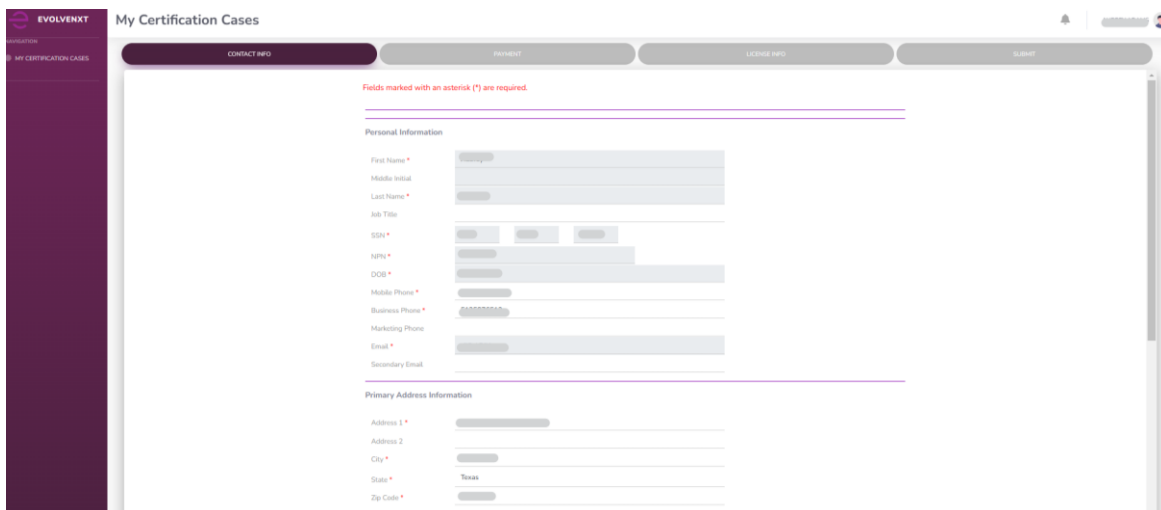 EVOLVENXT
My Certification Cases
NAVIGATION
MY CERTIFICATION CASES
CONTACT INFO
PAYMENT
LICENSE INFO
SUBMIT
Fields marked with an asterisk (*) are required.
Personal Information
First Name *
Middle Initial
Last Name *
Job Title
SSN *
NPN *
DOB *
Mobile Phone *
Business Phone *
Marketing Phone
Email *
Secondary Email
Primary Address Information
Address 1 *
Address 2
City *
State * Texas
Zip Code *